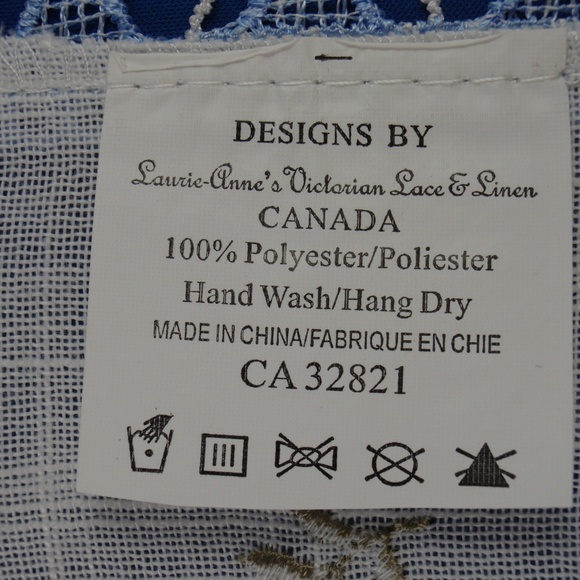 DESIGNS BY
Laurie-Anne's Victorian Lace & Linen
CANADA
100% Polyester/Poliester
Hand Wash/Hang Dry
MADE IN CHINA/FABRIQUE EN CHIE
CA 32821